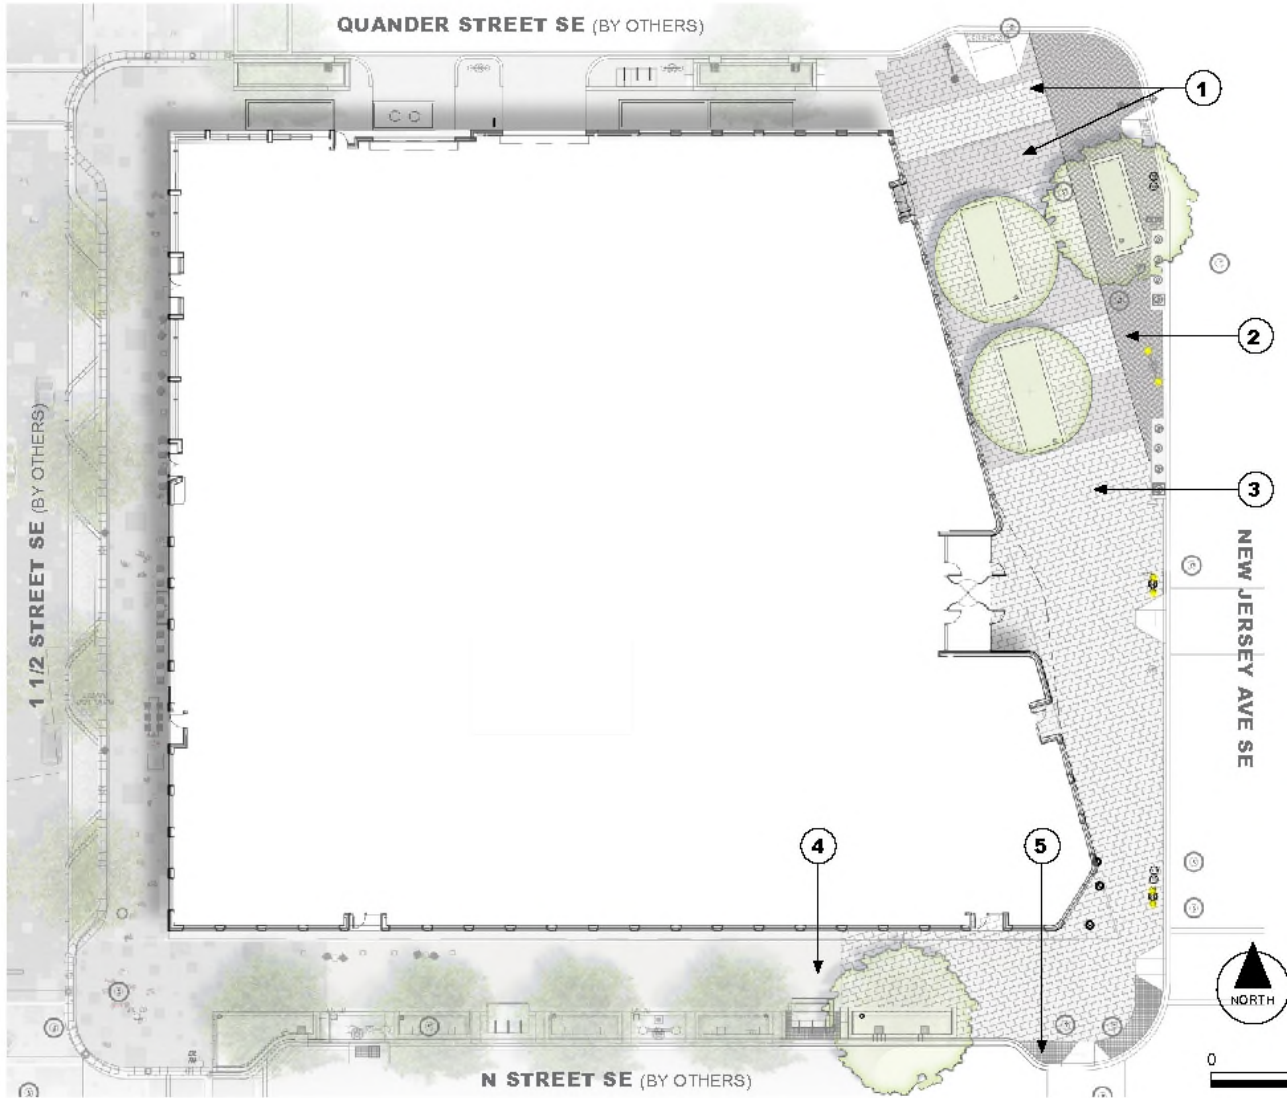 QUANDER STREET SE (BY OTHERS)
1
2
1 1/2 STREET SE (BY OTHERS)
3
NEW JERSEY AVE SE
4
5
NORTH
0
N STREET SE (BY OTHERS)